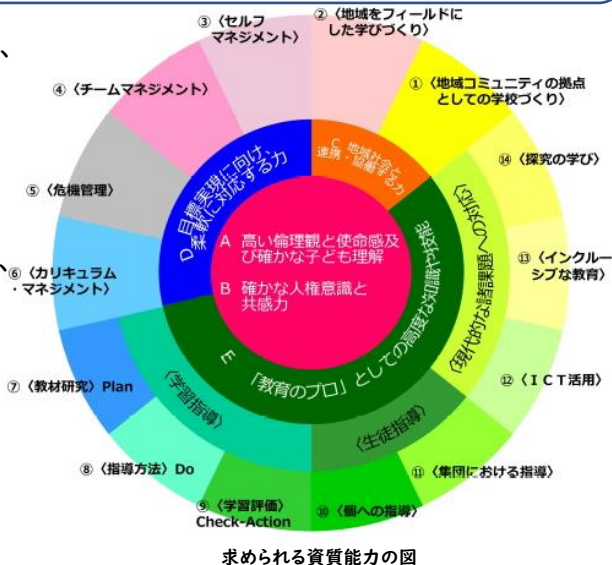 ③〈セルフ
マネジメント〉
②〈地域をフィールドに
した学びづくり〉
①〈地域コミュニティの拠点
としての学校づくり〉
④〈チームマネジメント〉
⑭〈探究の学び〉
⑤〈危機管理〉
⑬〈インクルー
シブな教育〉
⑥〈カリキュラム
・マネジメント〉
⑫〈ＩＣＴ活用〉
⑦〈教材研究〉Plan
⑪〈集団における指導〉
⑧〈指導方法〉Do
⑩〈個への指導〉
⑨〈学習評価〉
Check-Action
D 目標実現に向け、
柔軟に対応する力
C 地域社会と
連携・協働する力
A 高い倫理観と使命感及
び確かな子ども理解
B 確かな人権意識と
共感力
E 「教育のプロ」としての高度な知識や技能
〈現代的な諸課題への対応〉
〈学習指導〉
〈生徒指導〉
求められる資質能力の図
、
、